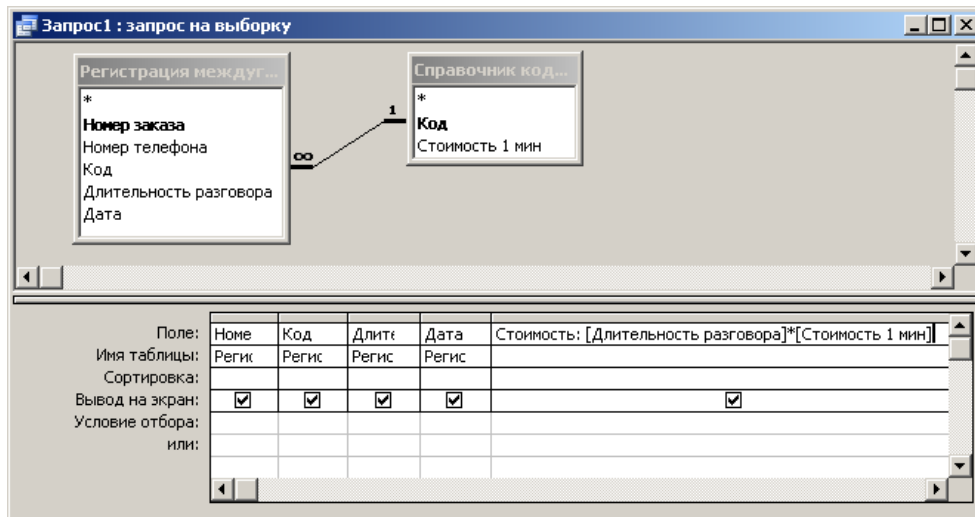 Запрос1 : запрос на выборку
Регистрация междуг...
*
Номер заказа
Номер телефона
Код
Длительность разговора
Дата
∞
1
Справочник код...
*
Код
Стоимость 1 мин
Поле: Номе Код Длите Дата Стоимость: [Длительность разговора]*[Стоимость 1 мин]
Имя таблицы: Регис Регис Регис Регис
Сортировка:
Вывод на экран:
Условие отбора:
или: